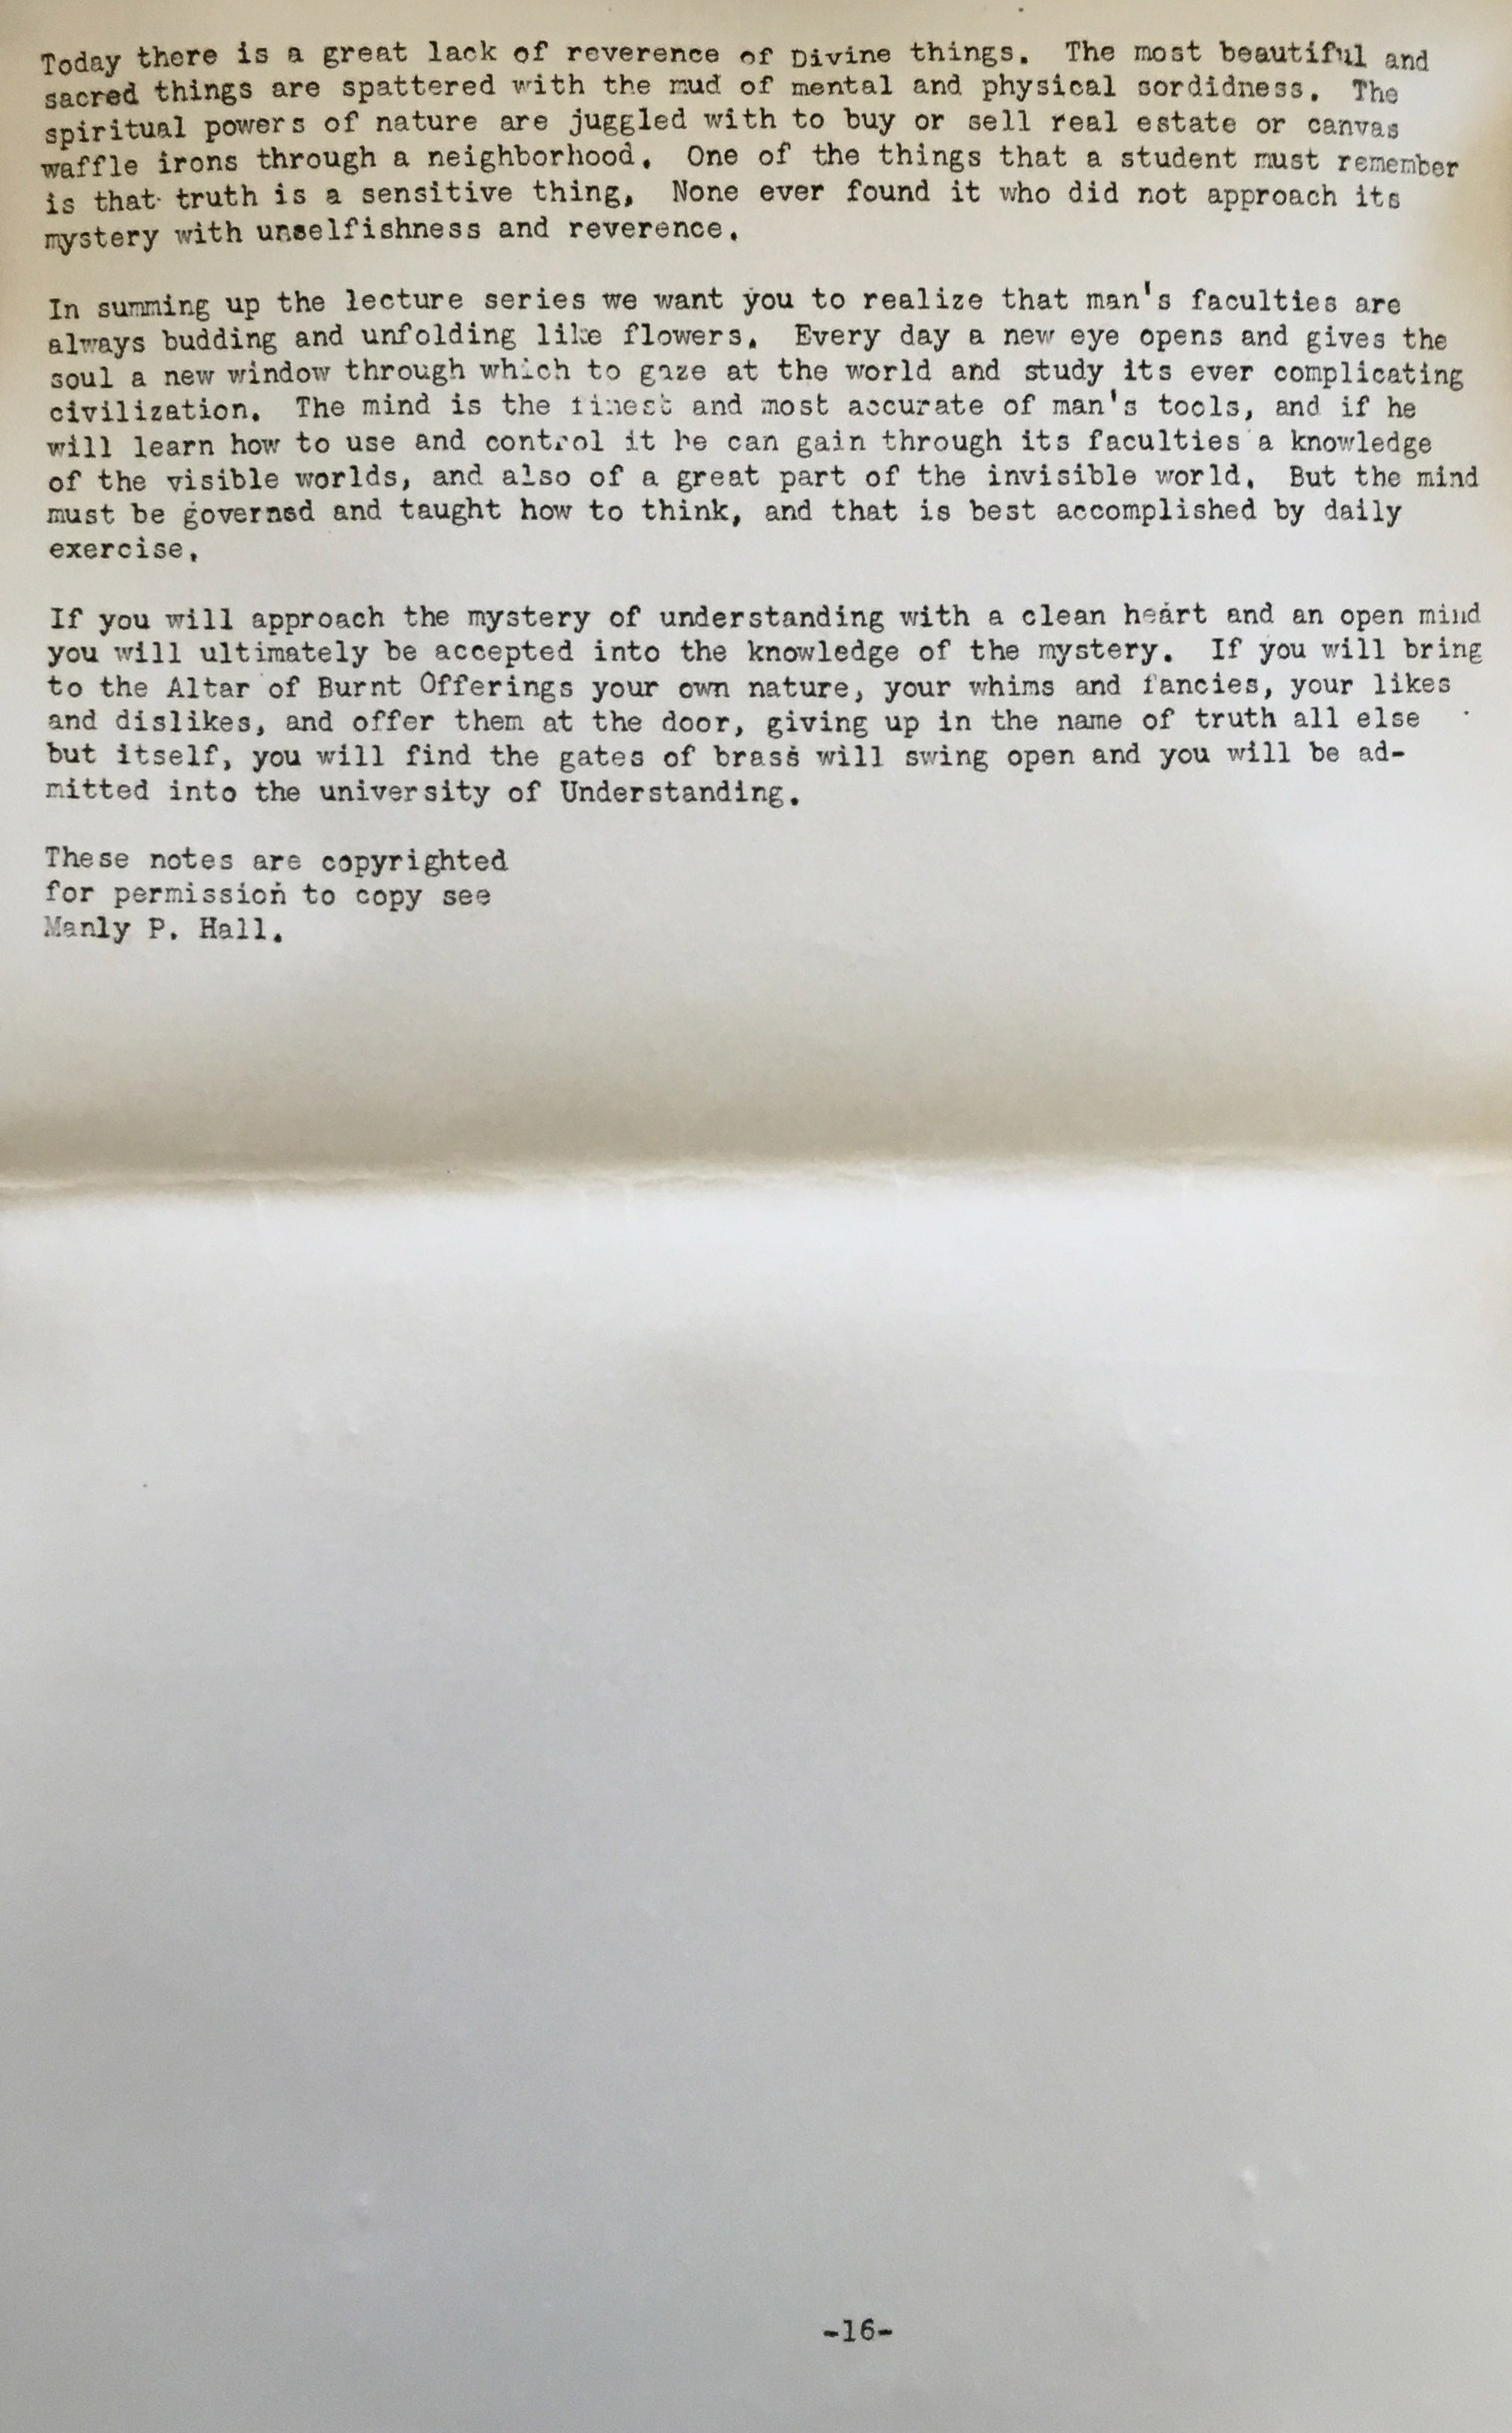 Today there is a great lack of reverence of Divine things. The most beautiful and
sacred things are spattered with the mud of mental and physical sordidness. The
spiritual powers of nature are juggled with to buy or sell real estate or canvas
waffle irons through a neighborhood. One of the things that a student must remember
is that truth is a sensitive thing. None ever found it who did not approach its
mystery with unselfishness and reverence.
In summing up the lecture series we want you to realize that man's faculties are
always budding and unfolding like flowers. Every day a new eye opens and gives the
soul a new window through which to gaze at the world and study its ever complicating
civilization. The mind is the finest and most accurate of man's tools, and if he
will learn how to use and control it he can gain through its faculties a knowledge
of the visible worlds, and also of a great part of the invisible world. But the mind
must be governed and taught how to think, and that is best accomplished by daily
exercise.
If you will approach the mystery of understanding with a clean heart and an open mind
you will ultimately be accepted into the knowledge of the mystery. If you will bring
to the Altar of Burnt Offerings your own nature, your whims and fancies, your likes
and dislikes, and offer them at the door, giving up in the name of truth all else
but itself, you will find the gates of brass will swing open and you will be ad-
mitted into the university of Understanding.
These notes are copyrighted
for permission to copy see
Manly P. Hall.
-16-